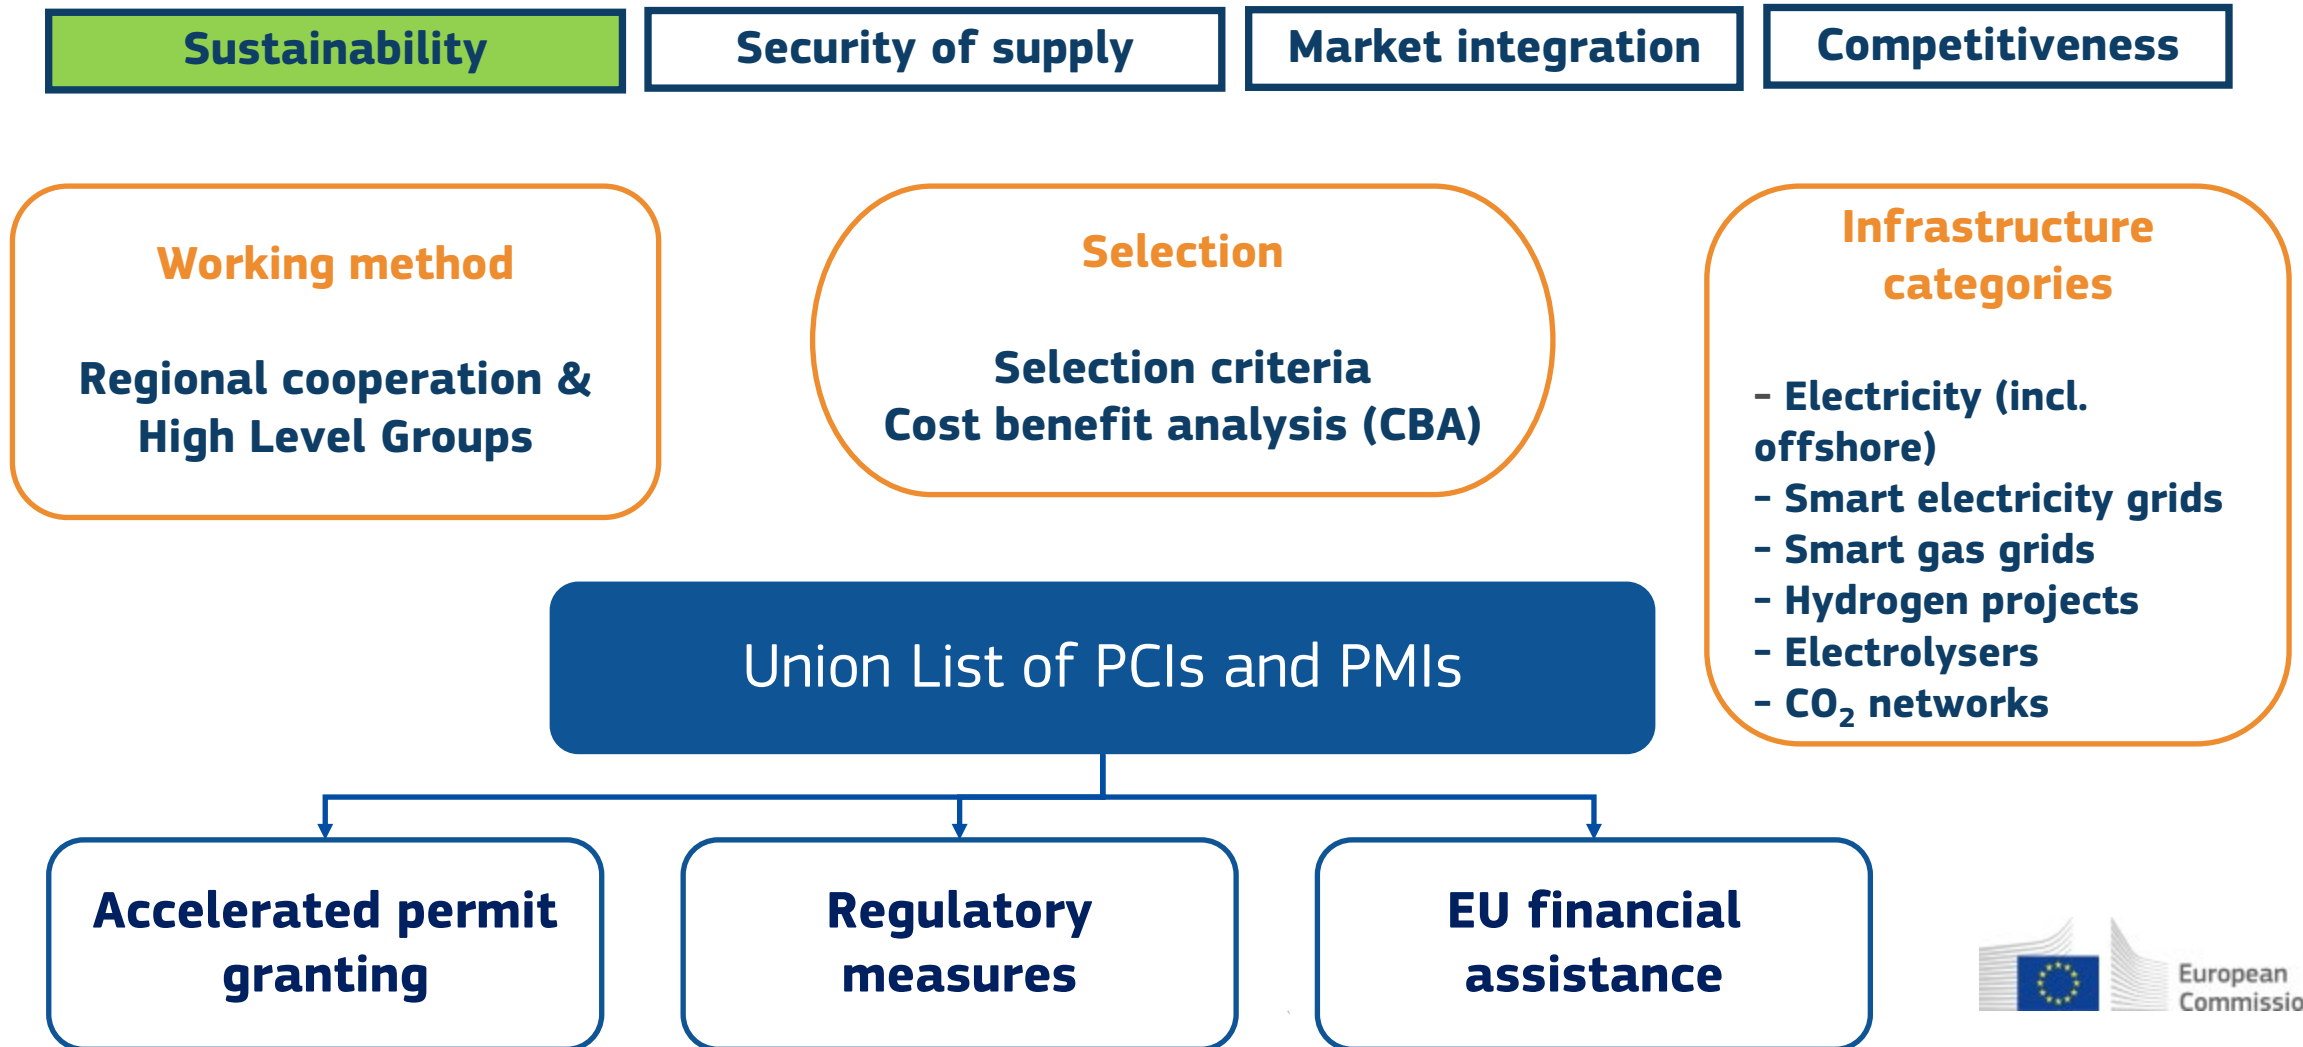 Sustainability
Security of supply
Market integration
Competitiveness
Working method
Regional cooperation &
High Level Groups
Selection
Selection criteria
Cost benefit analysis (CBA)
Infrastructure
categories
- Electricity (incl.
offshore)
- Smart electricity grids
- Smart gas grids
- Hydrogen projects
- Electrolysers
- CO₂ networks
Union List of PCIs and PMIs
Accelerated permit
granting
Regulatory
measures
EU financial
assistance
European
Commissio